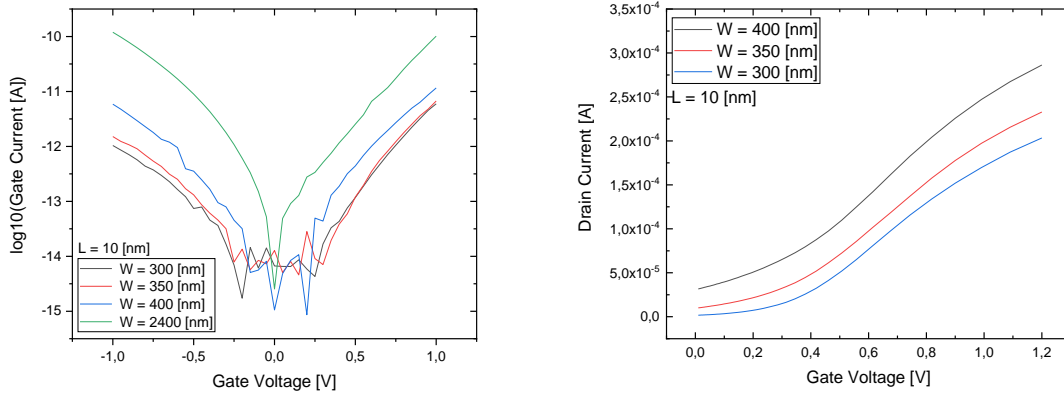 log10(Gate Current [A])
-10
-11
-12
-13
-14
-15
L = 10 [nm]
W = 300 [nm]
W = 350 [nm]
W = 400 [nm]
W = 2400 [nm]
-1,0 -0,5 0,0 0,5 1,0
Gate Voltage [V]
Drain Current [A]
3,5x10⁻⁴
3,0x10⁻⁴
2,5x10⁻⁴
2,0x10⁻⁴
1,5x10⁻⁴
1,0x10⁻⁴
5,0x10⁻⁵
0,0
W = 400 [nm]
W = 350 [nm]
W = 300 [nm]
L = 10 [nm]
0,0 0,2 0,4 0,6 0,8 1,0 1,2
Gate Voltage [V]